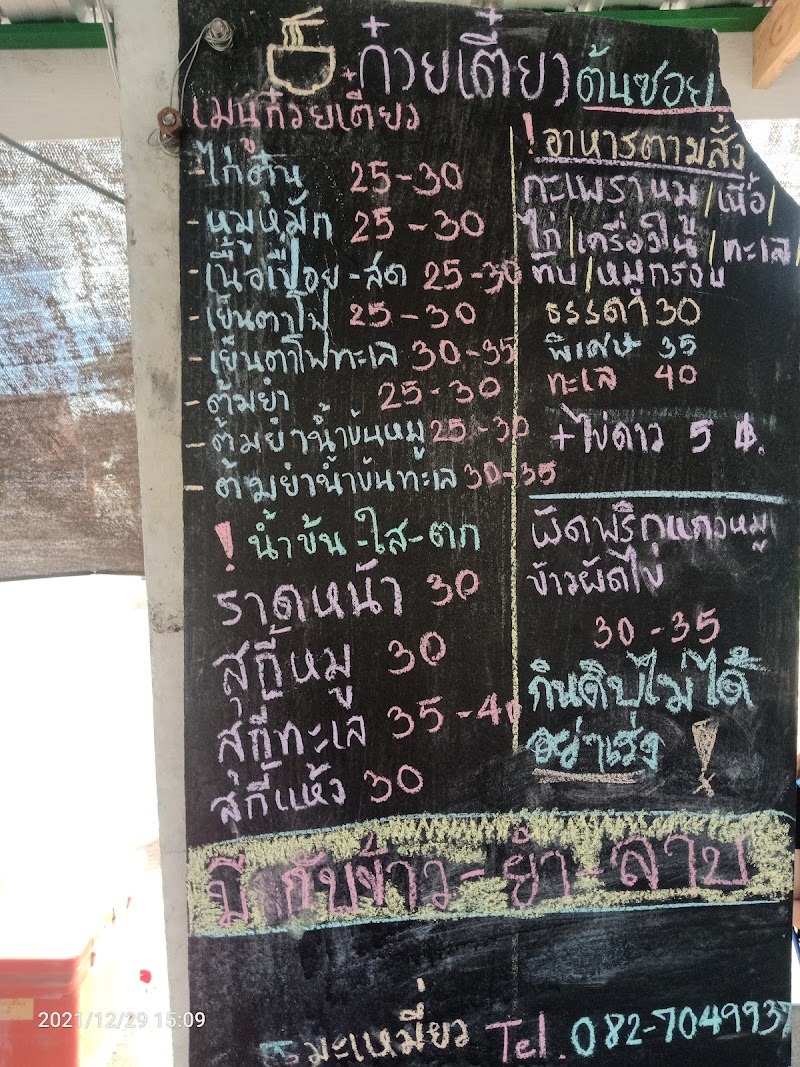 ก๋วยเตี๋ยว ต้นซอย
เมนูก๋วยเตี๋ยว
-ไก่ตุ๋น 25-30
-หมูหมัก 25-30
-เนื้อเปื่อย-สด 25-30
-เย็นตาโฟ 25-30
-เย็นตาโฟทะเล 30-35
-ต้มยำ 25-30
-ต้มยำน้ำข้นหมู 25-30
-ต้มยำน้ำข้นทะเล 30-35
! น้ำข้น-ใส-ตก
ราดหน้า 30
สุกี้หมู 30
สุกี้ทะเล 35-40
สุกี้แห้ง 30
! อาหารตามสั่ง
กะเพราหมู/เนื้อ/
ไก่/เครื่องใน/ทะเล/
ตับ/หมูกรอบ
ธรรดา 30
พิเศษ 35
ทะเล 40
+ไข่ดาว 5 ฿.
ผัดพริกแกงหมู
ข้าวผัดไข่
30-35
กินดิบไม่ได้
อย่าเร่ง !
มี กับข้าว-ยำ-ลาบ
มะเหมี่ยว Tel. 082-7049937
2021/12/29 15:09